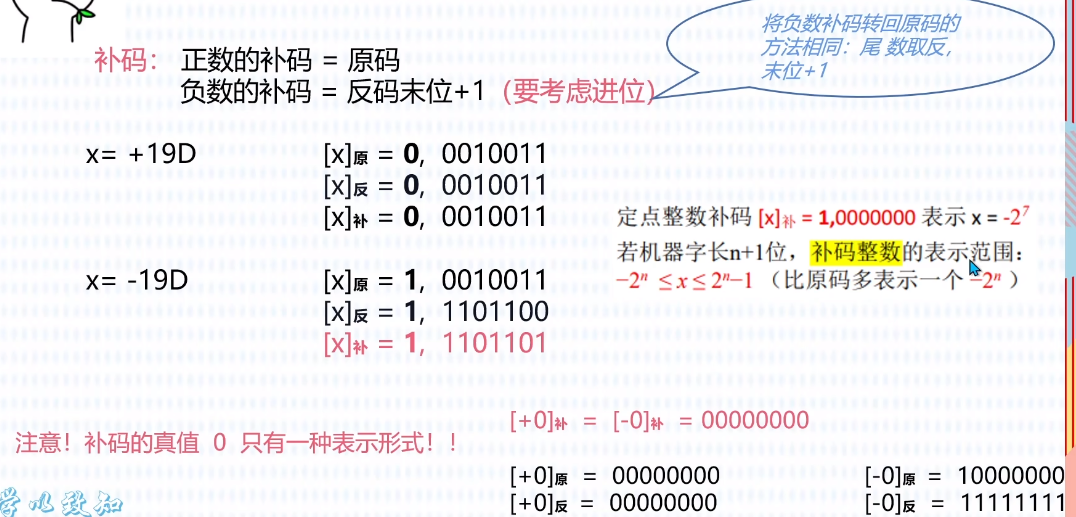 补码： 正数的补码 = 原码
负数的补码 = 反码末位+1（要考虑进位）
将负数补码转回原码的
方法相同：尾 数取反，
末位+1
x= +19D
[x]原 = 0, 0010011
[x]反 = 0, 0010011
[x]补 = 0, 0010011
定点整数补码 [x]补 = 1,0000000 表示 x = -2⁷
若机器字长n+1位，补码整数的表示范围：
−2ⁿ ≤ x ≤ 2ⁿ−1 （比原码多表示一个 −2ⁿ ）
x= -19D
[x]原 = 1, 0010011
[x]反 = 1, 1101100
[x]补 = 1, 1101101
[+0]补 = [-0]补 = 00000000
注意！补码的真值 0 只有一种表示形式！！
[+0]原 = 00000000
[-0]原 = 10000000
[+0]反 = 00000000
[-0]反 = 11111111
学以致知